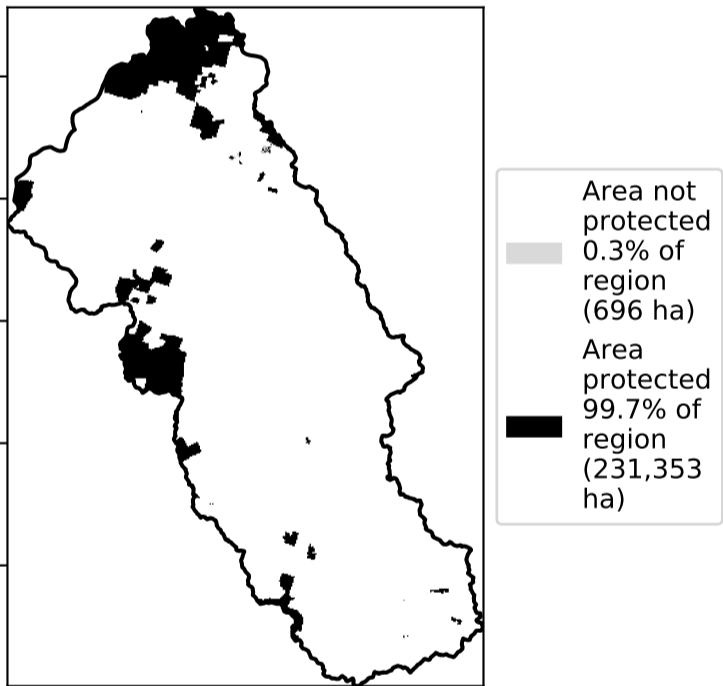 Area not
protected
0.3% of
region
(696 ha)
Area
protected
99.7% of
region
(231,353
ha)